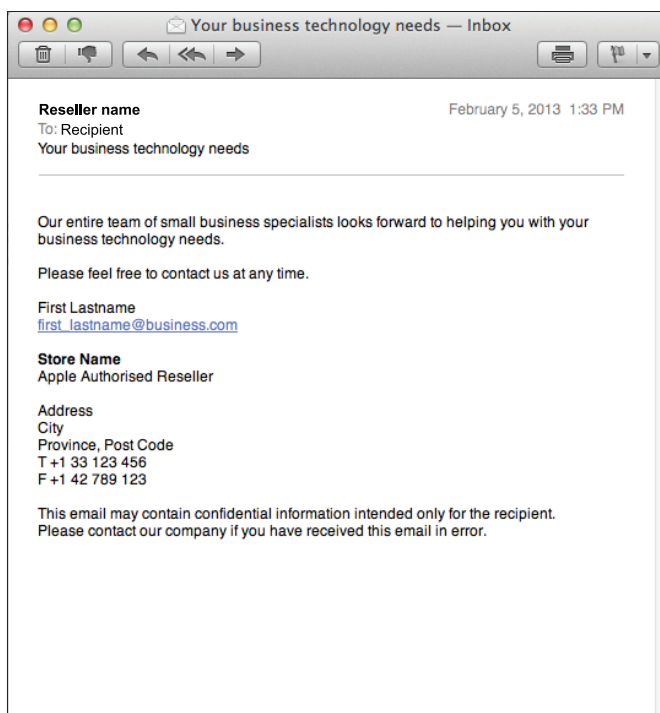 Your business technology needs — Inbox
Reseller name
February 5, 2013 1:33 PM
To: Recipient
Your business technology needs
Our entire team of small business specialists looks forward to helping you with your
business technology needs.
Please feel free to contact us at any time.
First Lastname
first_lastname@business.com
Store Name
Apple Authorised Reseller
Address
City
Province, Post Code
T +1 33 123 456
F +1 42 789 123
This email may contain confidential information intended only for the recipient.
Please contact our company if you have received this email in error.